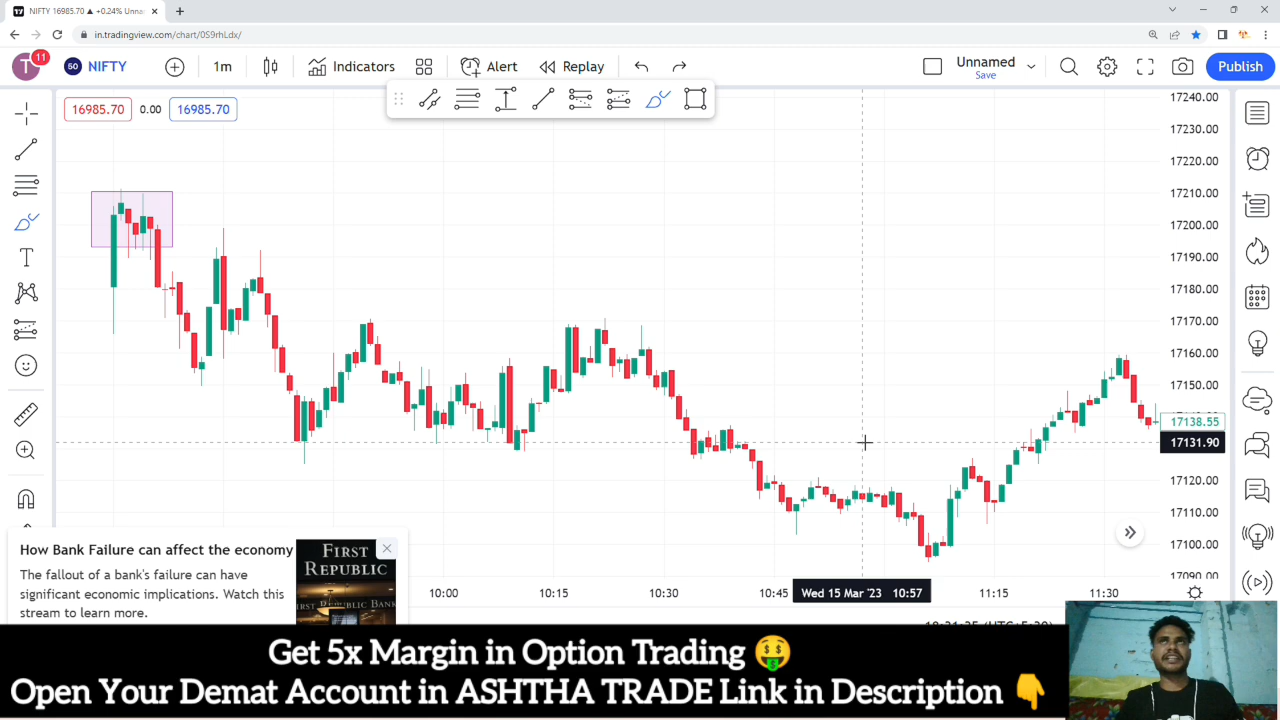 NIFTY 16985.70 ▲ +0.24% Unna
in.tradingview.com/chart/0S9rhLdx/
T 11 50 NIFTY 1m Indicators Alert Replay Unnamed Save Publish
16985.70 0.00 16985.70
17240.00
17230.00
17220.00
17210.00
17200.00
17190.00
17180.00
17170.00
17160.00
17150.00
17138.55
17131.90
17120.00
17110.00
17100.00
17090.00
How Bank Failure can affect the economy
The fallout of a bank's failure can have
significant economic implications. Watch this
stream to learn more.
FIRST
REPUBLIC
IRST REPUBLIC BANK
10:00 10:15 10:30 10:45 Wed 15 Mar '23 10:57 11:15 11:30
Get 5x Margin in Option Trading 🤑
Open Your Demat Account in ASHTHA TRADE Link in Description 👇